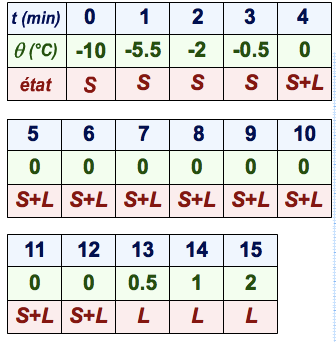 t (min) 0 1 2 3 4
θ (°C) -10 -5.5 -2 -0.5 0
état S S S S S+L
5 6 7 8 9 10
0 0 0 0 0 0
S+L S+L S+L S+L S+L S+L
11 12 13 14 15
0 0 0.5 1 2
S+L S+L L L L